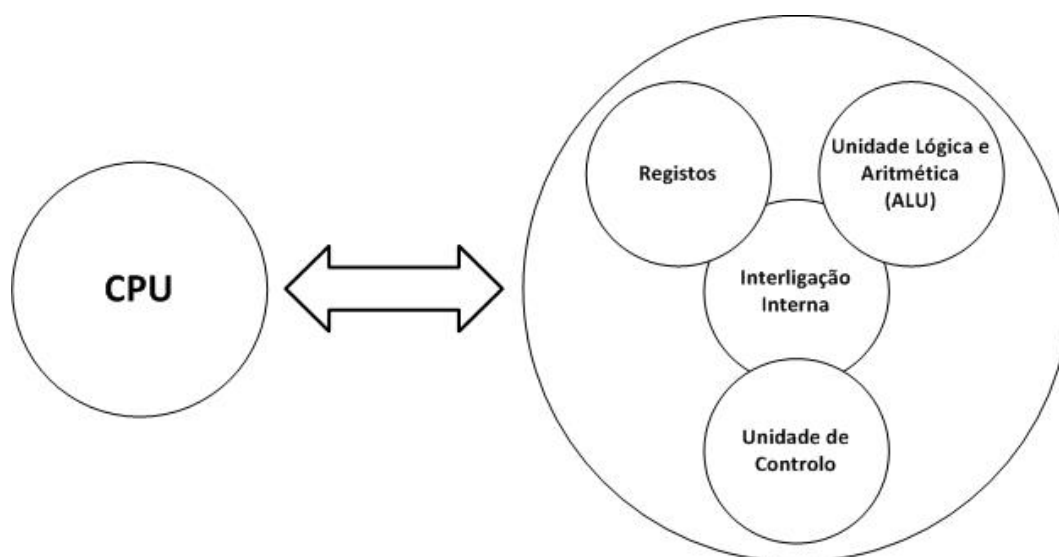 CPU
Registos
Unidade Lógica e
Aritmética
(ALU)
Interligação
Interna
Unidade de
Controlo